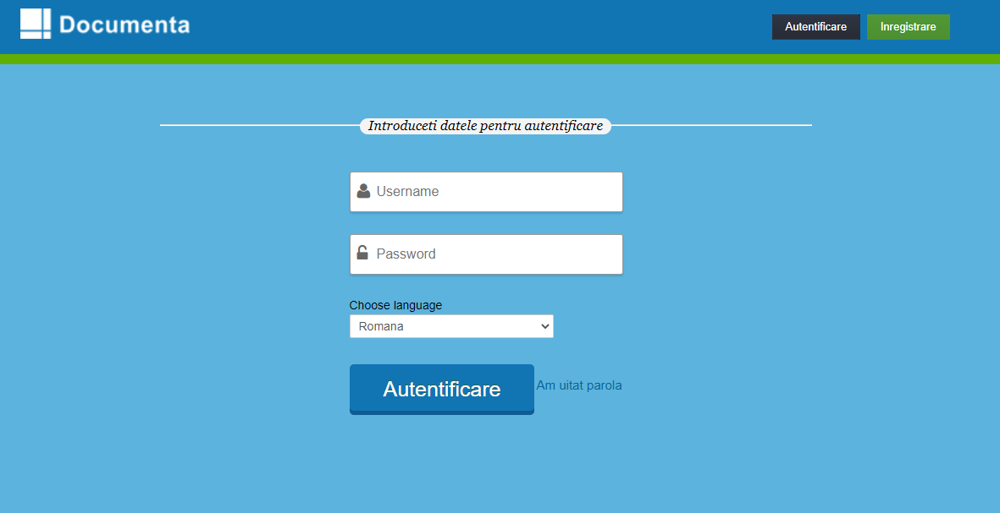 Documenta
Autentificare
Inregistrare
Introduceti datele pentru autentificare
Username
Password
Choose language
Romana
Autentificare
Am uitat parola